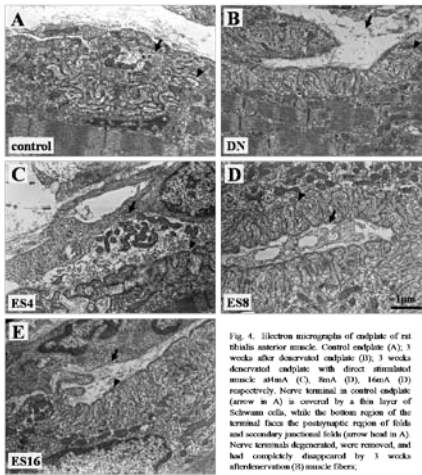 A
control
B
DN
C
ES4
D
ES8
1μm
E
ES16
Fig. 4. Electron micrographs of endplate of rat
tibialis anterior muscle. Control endplate (A); 3
weeks after denervated endplate (B); 3 weeks
denervated endplate with direct stimulated
muscle at4mA (C), 8mA (D), 16mA (D)
respectively. Nerve terminal in control endplate
(arrow in A) is covered by a thin layer of
Schwann cells, while the bottom region of the
terminal faces the postsynaptic region of folds
and secondary junctional folds (arrow head in A).
Nerve terminals degenerated, were removed, and
had completely disappeared by 3 weeks
afterdenervation (B) muscle fibers;